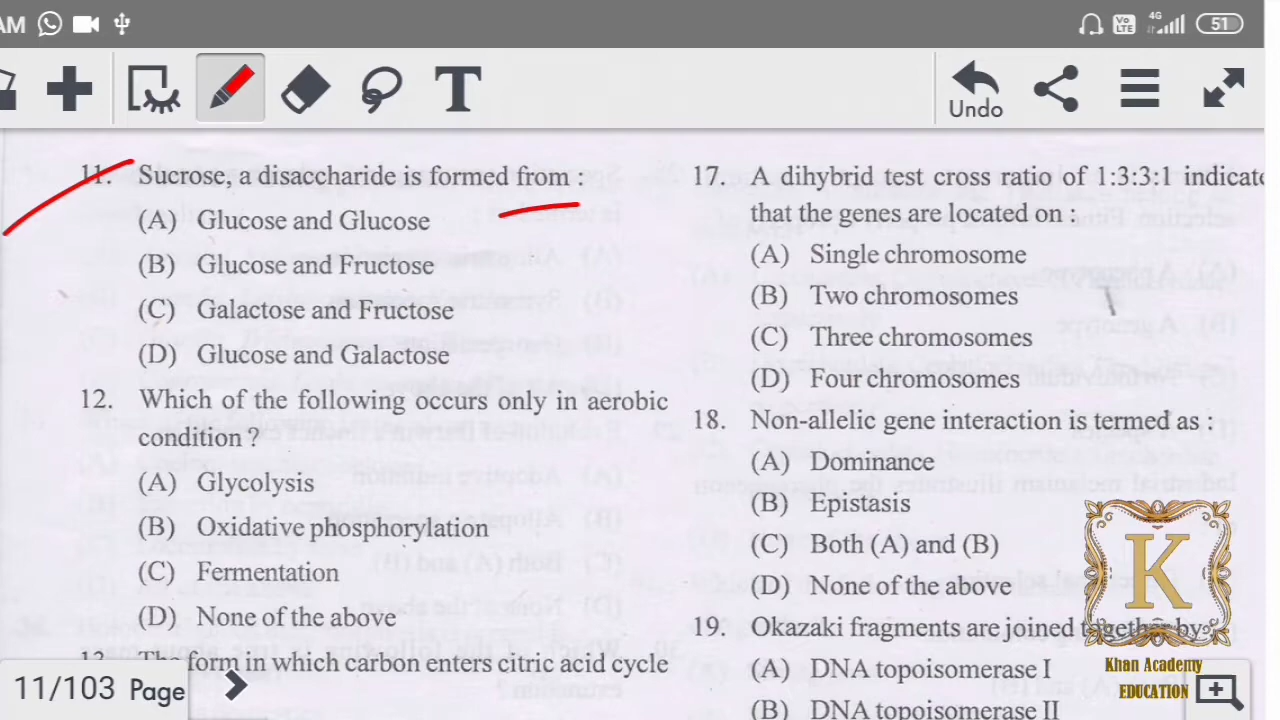 AM
4G
Vo
LTE
51
T
Undo
11. Sucrose, a disaccharide is formed from :
(A) Glucose and Glucose
(B) Glucose and Fructose
(C) Galactose and Fructose
(D) Glucose and Galactose
12. Which of the following occurs only in aerobic
condition ?
(A) Glycolysis
(B) Oxidative phosphorylation
(C) Fermentation
(D) None of the above
The form in which carbon enters citric acid cycle
11/103 Page
17. A dihybrid test cross ratio of 1:3:3:1 indicate
that the genes are located on :
(A) Single chromosome
(B) Two chromosomes
(C) Three chromosomes
(D) Four chromosomes
18. Non-allelic gene interaction is termed as :
(A) Dominance
(B) Epistasis
(C) Both (A) and (B)
(D) None of the above
19. Okazaki fragments are joined together by :
(A) DNA topoisomerase I
(B) DNA topoisomerase II
K
Khan Academy
EDUCATION